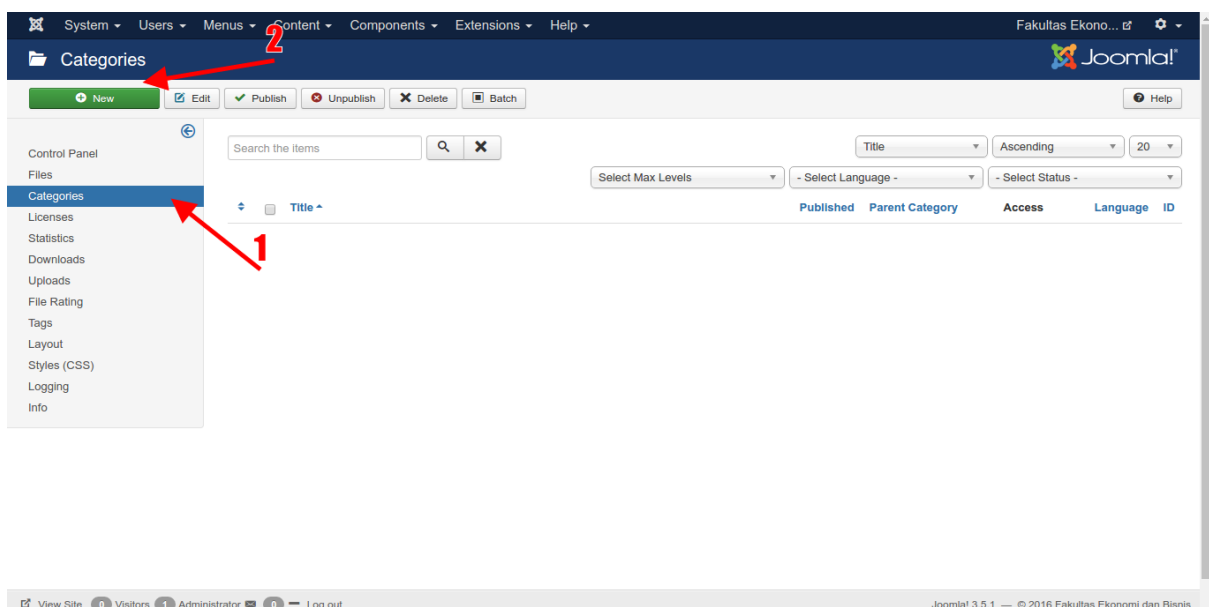 System Users Menus Content Components Extensions Help Fakultas Ekono...
2
Categories Joomla!
New Edit Publish Unpublish Delete Batch Help
Search the items Title Ascending 20
Control Panel
Files Select Max Levels - Select Language - - Select Status -
Categories
Title Published Parent Category Access Language ID
Licenses
Statistics
1
Downloads
Uploads
File Rating
Tags
Layout
Styles (CSS)
Logging
Info
View Site 0 Visitors 1 Administrator 0 Log out Joomla! 3.5.1 — © 2016 Fakultas Ekonomi dan Bisnis